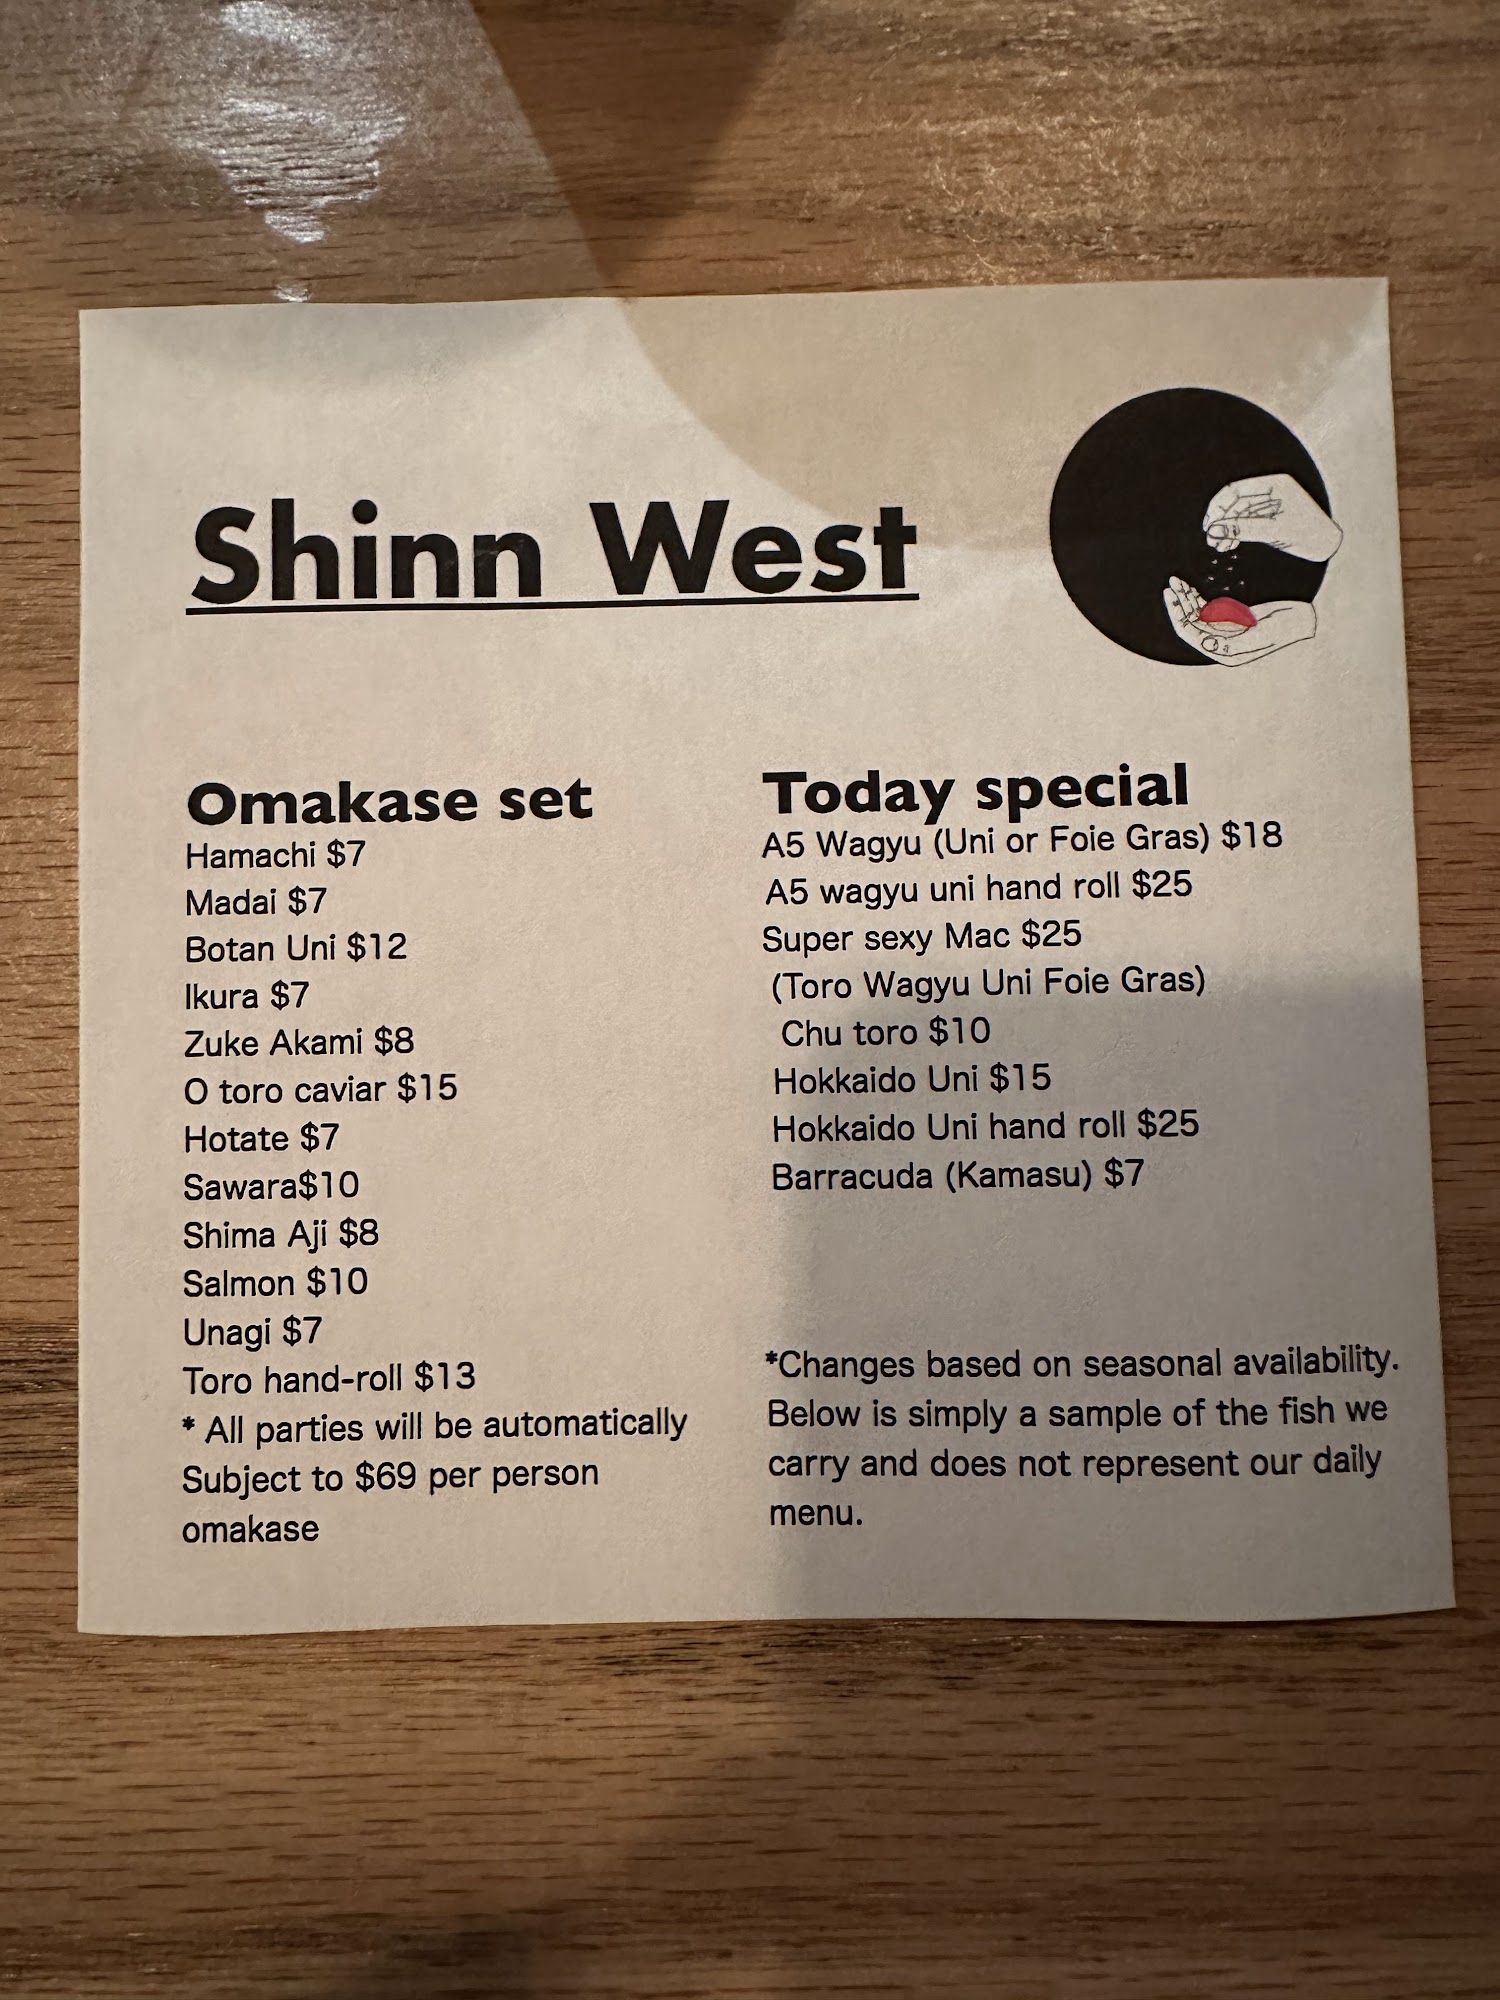 Shinn West
Omakase set
Hamachi $7
Madai $7
Botan Uni $12
Ikura $7
Zuke Akami $8
O toro caviar $15
Hotate $7
Sawara$10
Shima Aji $8
Salmon $10
Unagi $7
Toro hand-roll $13
* All parties will be automatically
Subject to $69 per person
omakase
Today special
A5 Wagyu (Uni or Foie Gras) $18
A5 wagyu uni hand roll $25
Super sexy Mac $25
(Toro Wagyu Uni Foie Gras)
Chu toro $10
Hokkaido Uni $15
Hokkaido Uni hand roll $25
Barracuda (Kamasu) $7
*Changes based on seasonal availability.
Below is simply a sample of the fish we
carry and does not represent our daily
menu.